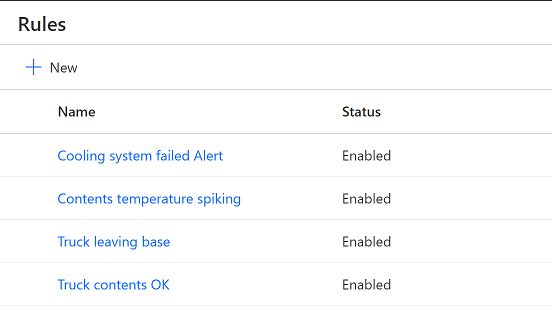 Rules
New
Name Status
Cooling system failed Alert Enabled
Contents temperature spiking Enabled
Truck leaving base Enabled
Truck contents OK Enabled